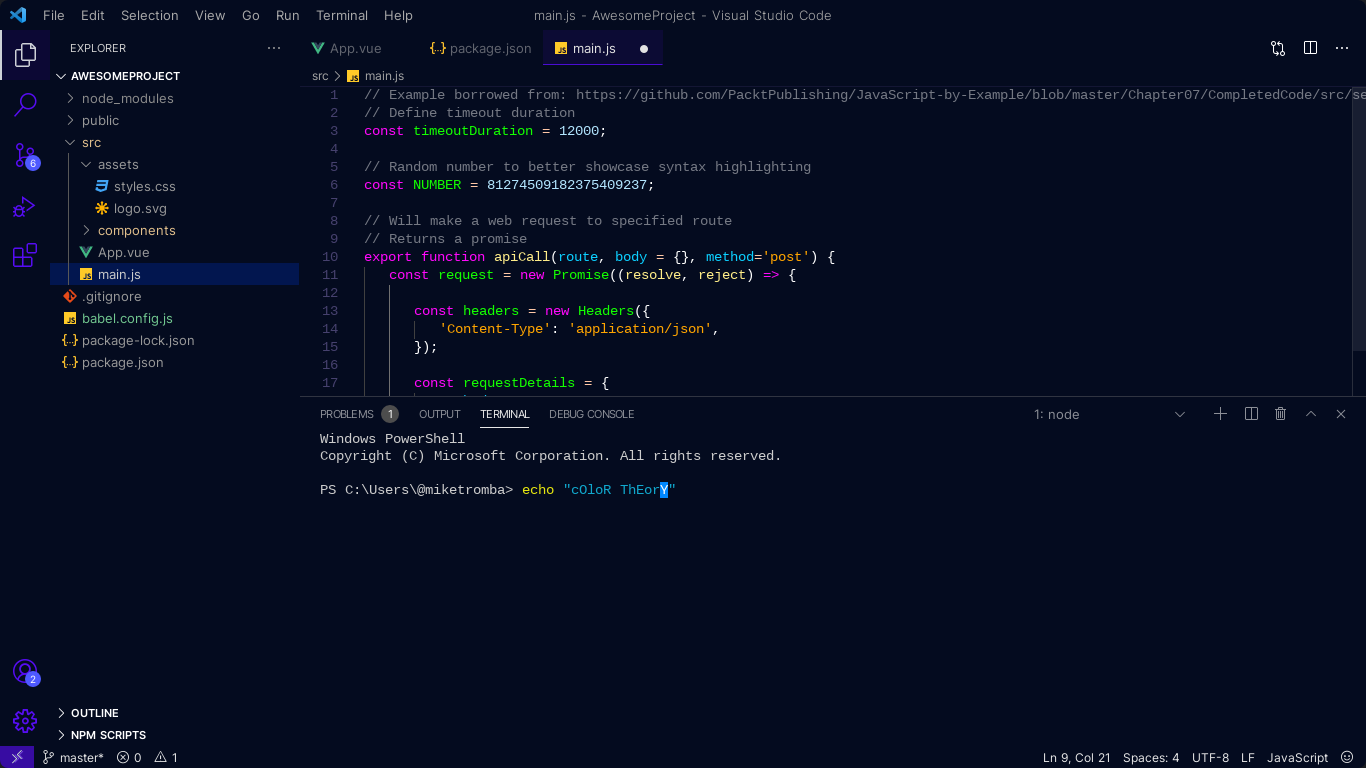 File Edit Selection View Go Run Terminal Help main.js - AwesomeProject - Visual Studio Code
EXPLORER
App.vue package.json main.js
AWESOMEPROJECT
node_modules
public
src
assets
styles.css
logo.svg
components
App.vue
main.js
.gitignore
babel.config.js
package-lock.json
package.json
6
2
OUTLINE
NPM SCRIPTS
src main.js
1 // Example borrowed from: https://github.com/PacktPublishing/JavaScript-by-Example/blob/master/Chapter07/CompletedCode/src/se
2 // Define timeout duration
3 const timeoutDuration = 12000;
4
5 // Random number to better showcase syntax highlighting
6 const NUMBER = 81274509182375409237;
7
8 // Will make a web request to specified route
9 // Returns a promise
10 export function apiCall(route, body = {}, method='post') {
11 const request = new Promise((resolve, reject) => {
12
13 const headers = new Headers({
14 'Content-Type': 'application/json',
15 });
16
17 const requestDetails = {
PROBLEMS 1 OUTPUT TERMINAL DEBUG CONSOLE 1: node
Windows PowerShell
Copyright (C) Microsoft Corporation. All rights reserved.
PS C:\Users\@miketromba> echo "cOloR ThEorY"
master* 0 1 Ln 9, Col 21 Spaces: 4 UTF-8 LF JavaScript